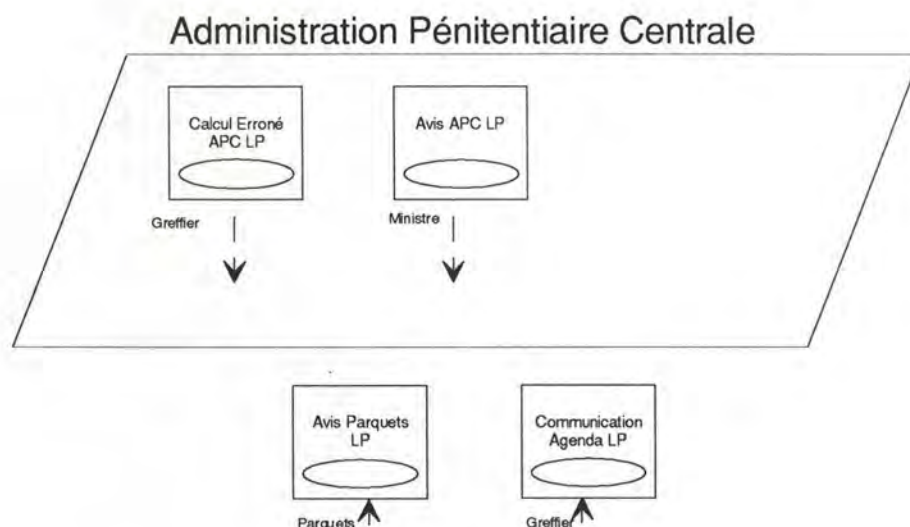 Administration Pénitentiaire Centrale
Calcul Erroné
APC LP
Avis APC LP
Greffier
Ministre
Avis Parquets
LP
Communication
Agenda LP
Parquets
Greffier